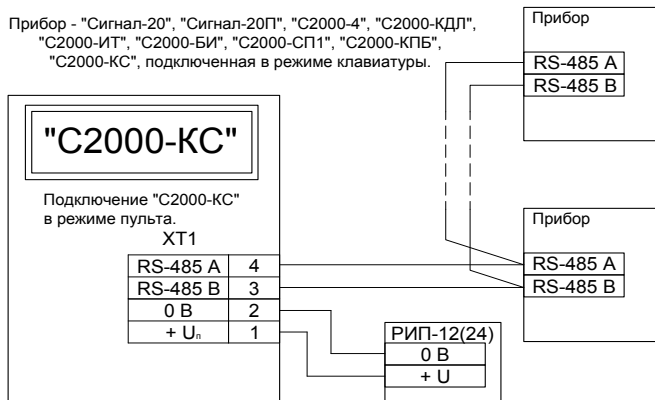 Прибор - "Сигнал-20", "Сигнал-20П", "С2000-4", "С2000-КДЛ",
"С2000-ИТ", "С2000-БИ", "С2000-СП1", "С2000-КПБ",
"С2000-КС", подключенная в режиме клавиатуры.
Прибор
RS-485 A
RS-485 B
"С2000-КС"
Подключение "С2000-КС"
в режиме пульта.
XT1
RS-485 A 4
RS-485 B 3
0 В 2
+ Uп 1
Прибор
RS-485 A
RS-485 B
РИП-12(24)
0 В
+ U